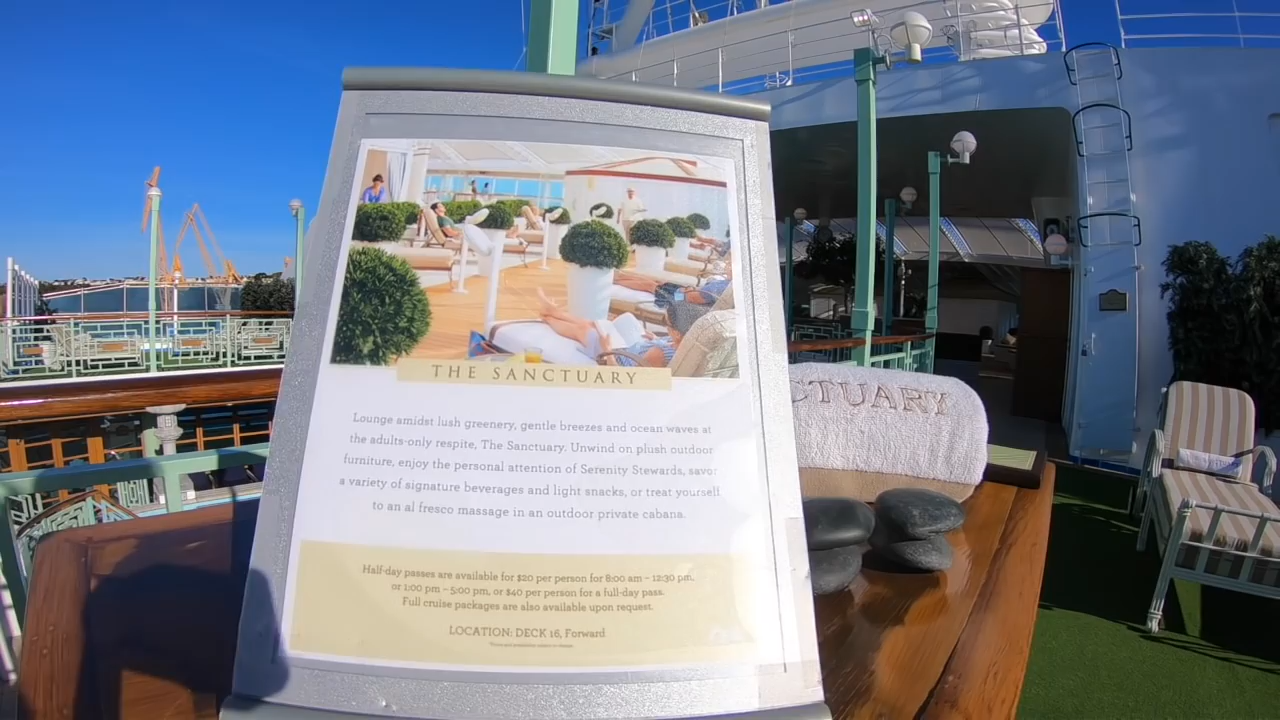 THE SANCTUARY
Lounge amidst lush greenery, gentle breezes and ocean waves at
the adults-only respite, The Sanctuary. Unwind on plush outdoor
furniture, enjoy the personal attention of Serenity Stewards, savor
a variety of signature beverages and light snacks, or treat yourself
to an al fresco massage in an outdoor private cabana.
Half-day passes are available for $20 per person for 8:00 am – 12:30 pm,
or 1:00 pm – 5:00 pm, or $40 per person for a full-day pass.
Full cruise packages are also available upon request.
LOCATION: DECK 16, Forward
CTUARY